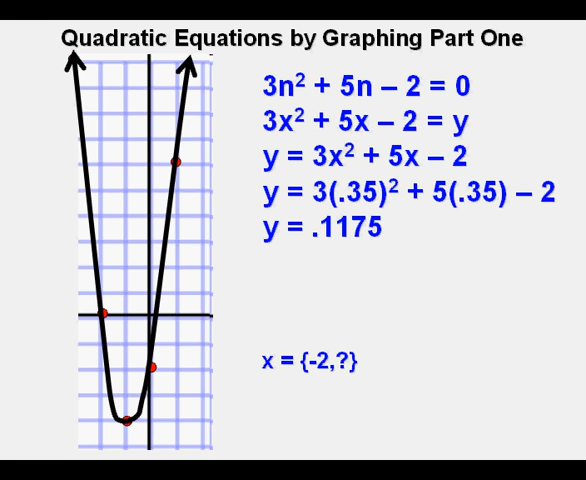 Quadratic Equations by Graphing Part One
3n² + 5n – 2 = 0
3x² + 5x – 2 = y
y = 3x² + 5x – 2
y = 3(.35)² + 5(.35) – 2
y = .1175
x = {-2,?}